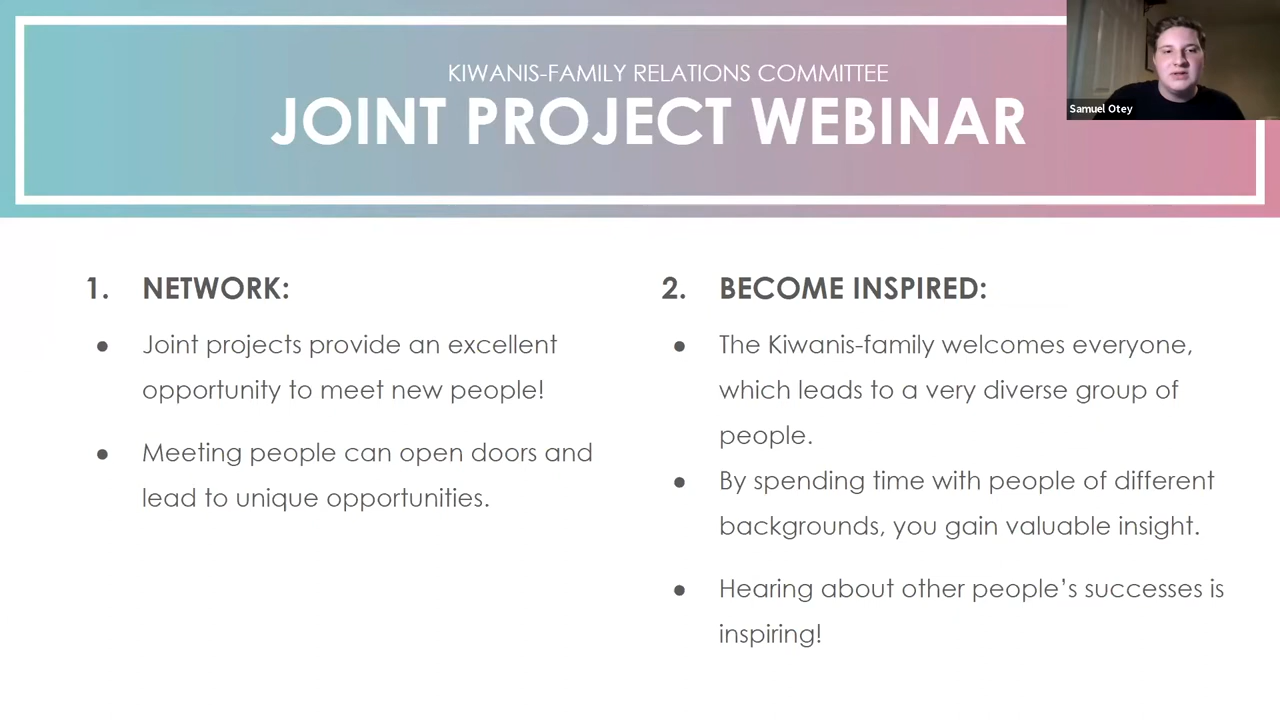 KIWANIS-FAMILY RELATIONS COMMITTEE
JOINT PROJECT WEBINAR
Samuel Otey
1. NETWORK:
● Joint projects provide an excellent
opportunity to meet new people!
● Meeting people can open doors and
lead to unique opportunities.
2. BECOME INSPIRED:
● The Kiwanis-family welcomes everyone,
which leads to a very diverse group of
people.
● By spending time with people of different
backgrounds, you gain valuable insight.
● Hearing about other people’s successes is
inspiring!